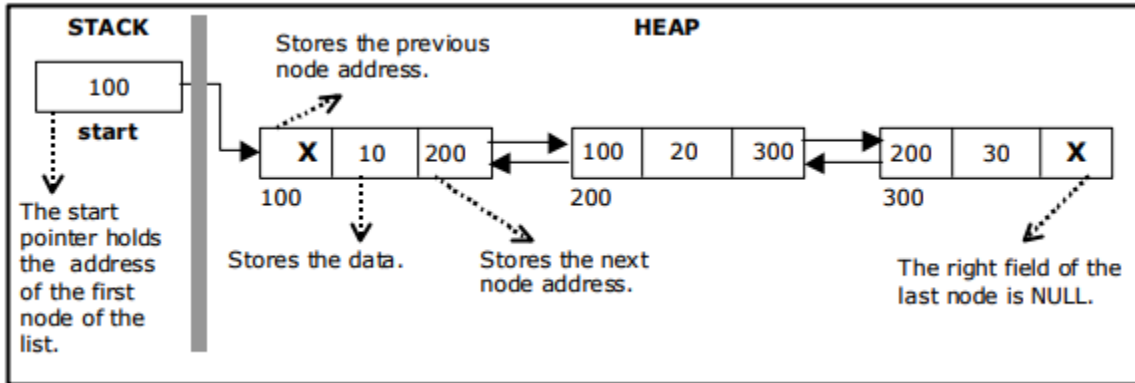 STACK
HEAP
Stores the previous
node address.
100
start
X 10 200
100 20 300
200 30 X
100
200
300
The start
pointer holds
the address
of the first
node of the
list.
Stores the data.
Stores the next
node address.
The right field of the
last node is NULL.